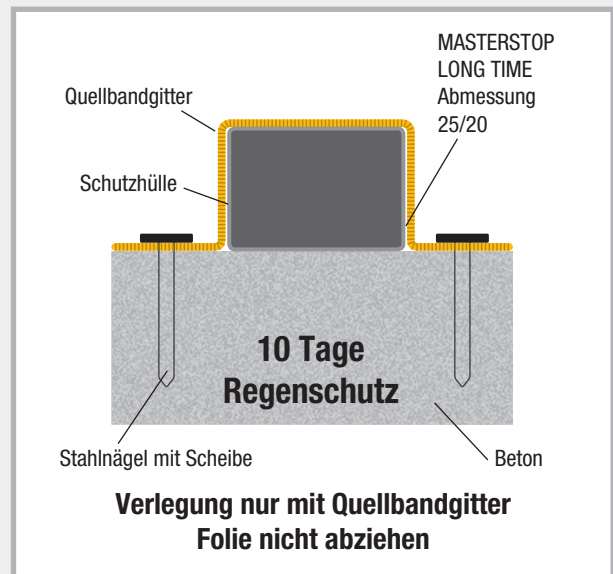 MASTERSTOP
LONG TIME
Abmessung
25/20
Quellbandgitter
Schutzhülle
10 Tage
Regenschutz
Stahlnägel mit Scheibe
Beton
Verlegung nur mit Quellbandgitter
Folie nicht abziehen